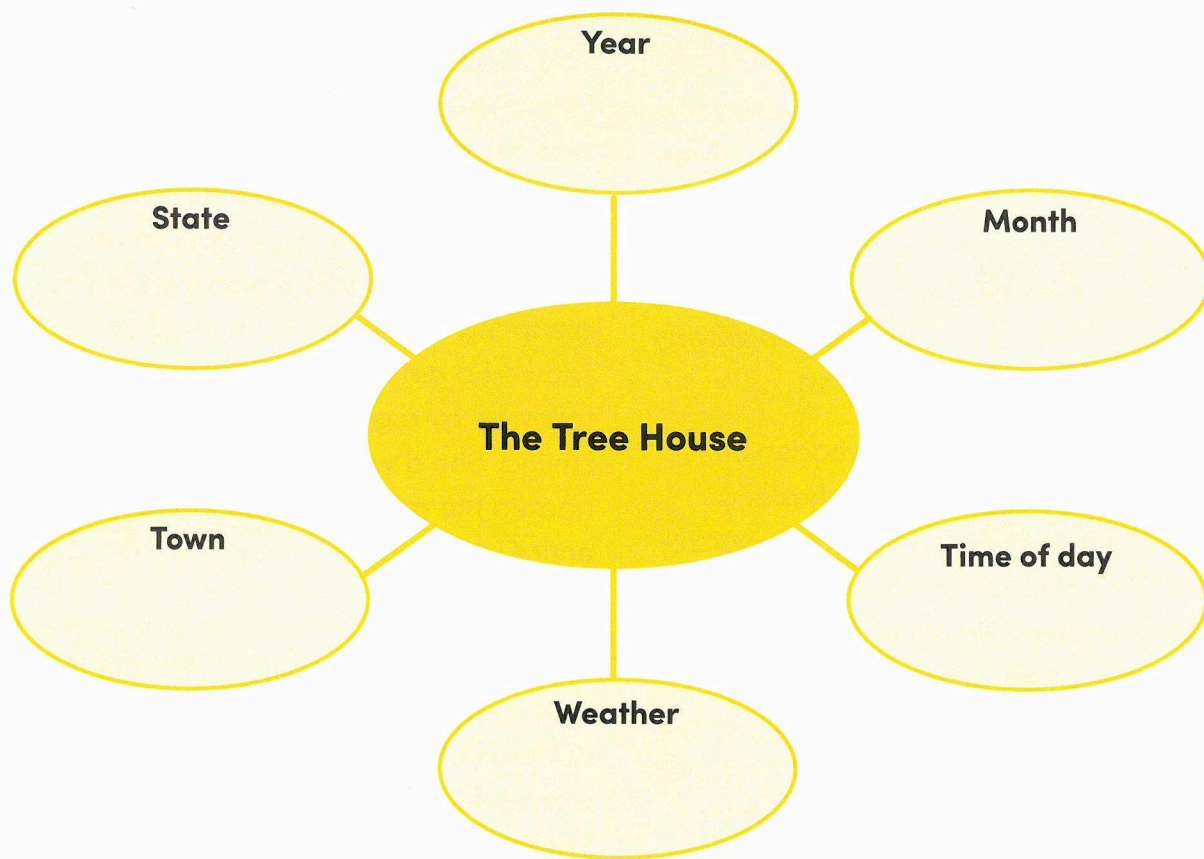 Year
State
Month
The Tree House
Town
Time of day
Weather